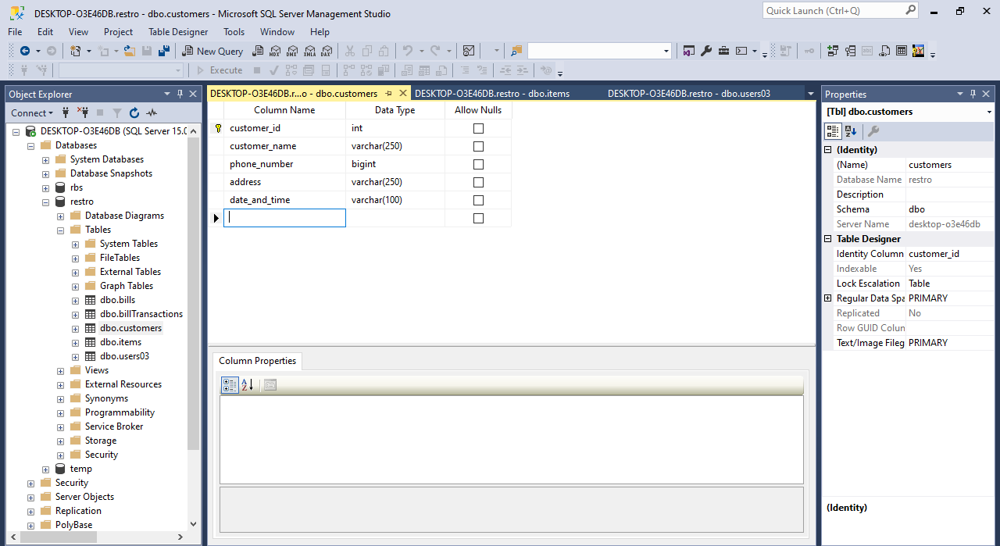 DESKTOP-O3E46DB.restro - dbo.customers - Microsoft SQL Server Management Studio
Quick Launch (Ctrl+Q)
File Edit View Project Table Designer Tools Window Help
New Query MDX DMX XMLA DAX
Execute
Object Explorer
Connect
DESKTOP-O3E46DB (SQL Server 15.0
Databases
System Databases
Database Snapshots
rbs
restro
Database Diagrams
Tables
System Tables
FileTables
External Tables
Graph Tables
dbo.bills
dbo.billTransactions
dbo.customers
dbo.items
dbo.users03
Views
External Resources
Synonyms
Programmability
Service Broker
Storage
Security
temp
Security
Server Objects
Replication
PolyBase
DESKTOP-O3E46DB.r...o - dbo.customers DESKTOP-O3E46DB.restro - dbo.items DESKTOP-O3E46DB.restro - dbo.users03
Column Name Data Type Allow Nulls
customer_id int
customer_name varchar(250)
phone_number bigint
address varchar(250)
date_and_time varchar(100)
Column Properties
Properties
[Tbl] dbo.customers
(Identity)
(Name) customers
Database Name restro
Description
Schema dbo
Server Name desktop-o3e46db
Table Designer
Identity Column customer_id
Indexable Yes
Lock Escalation Table
Regular Data Spa PRIMARY
Replicated No
Row GUID Colun
Text/Image Fileg PRIMARY
(Identity)